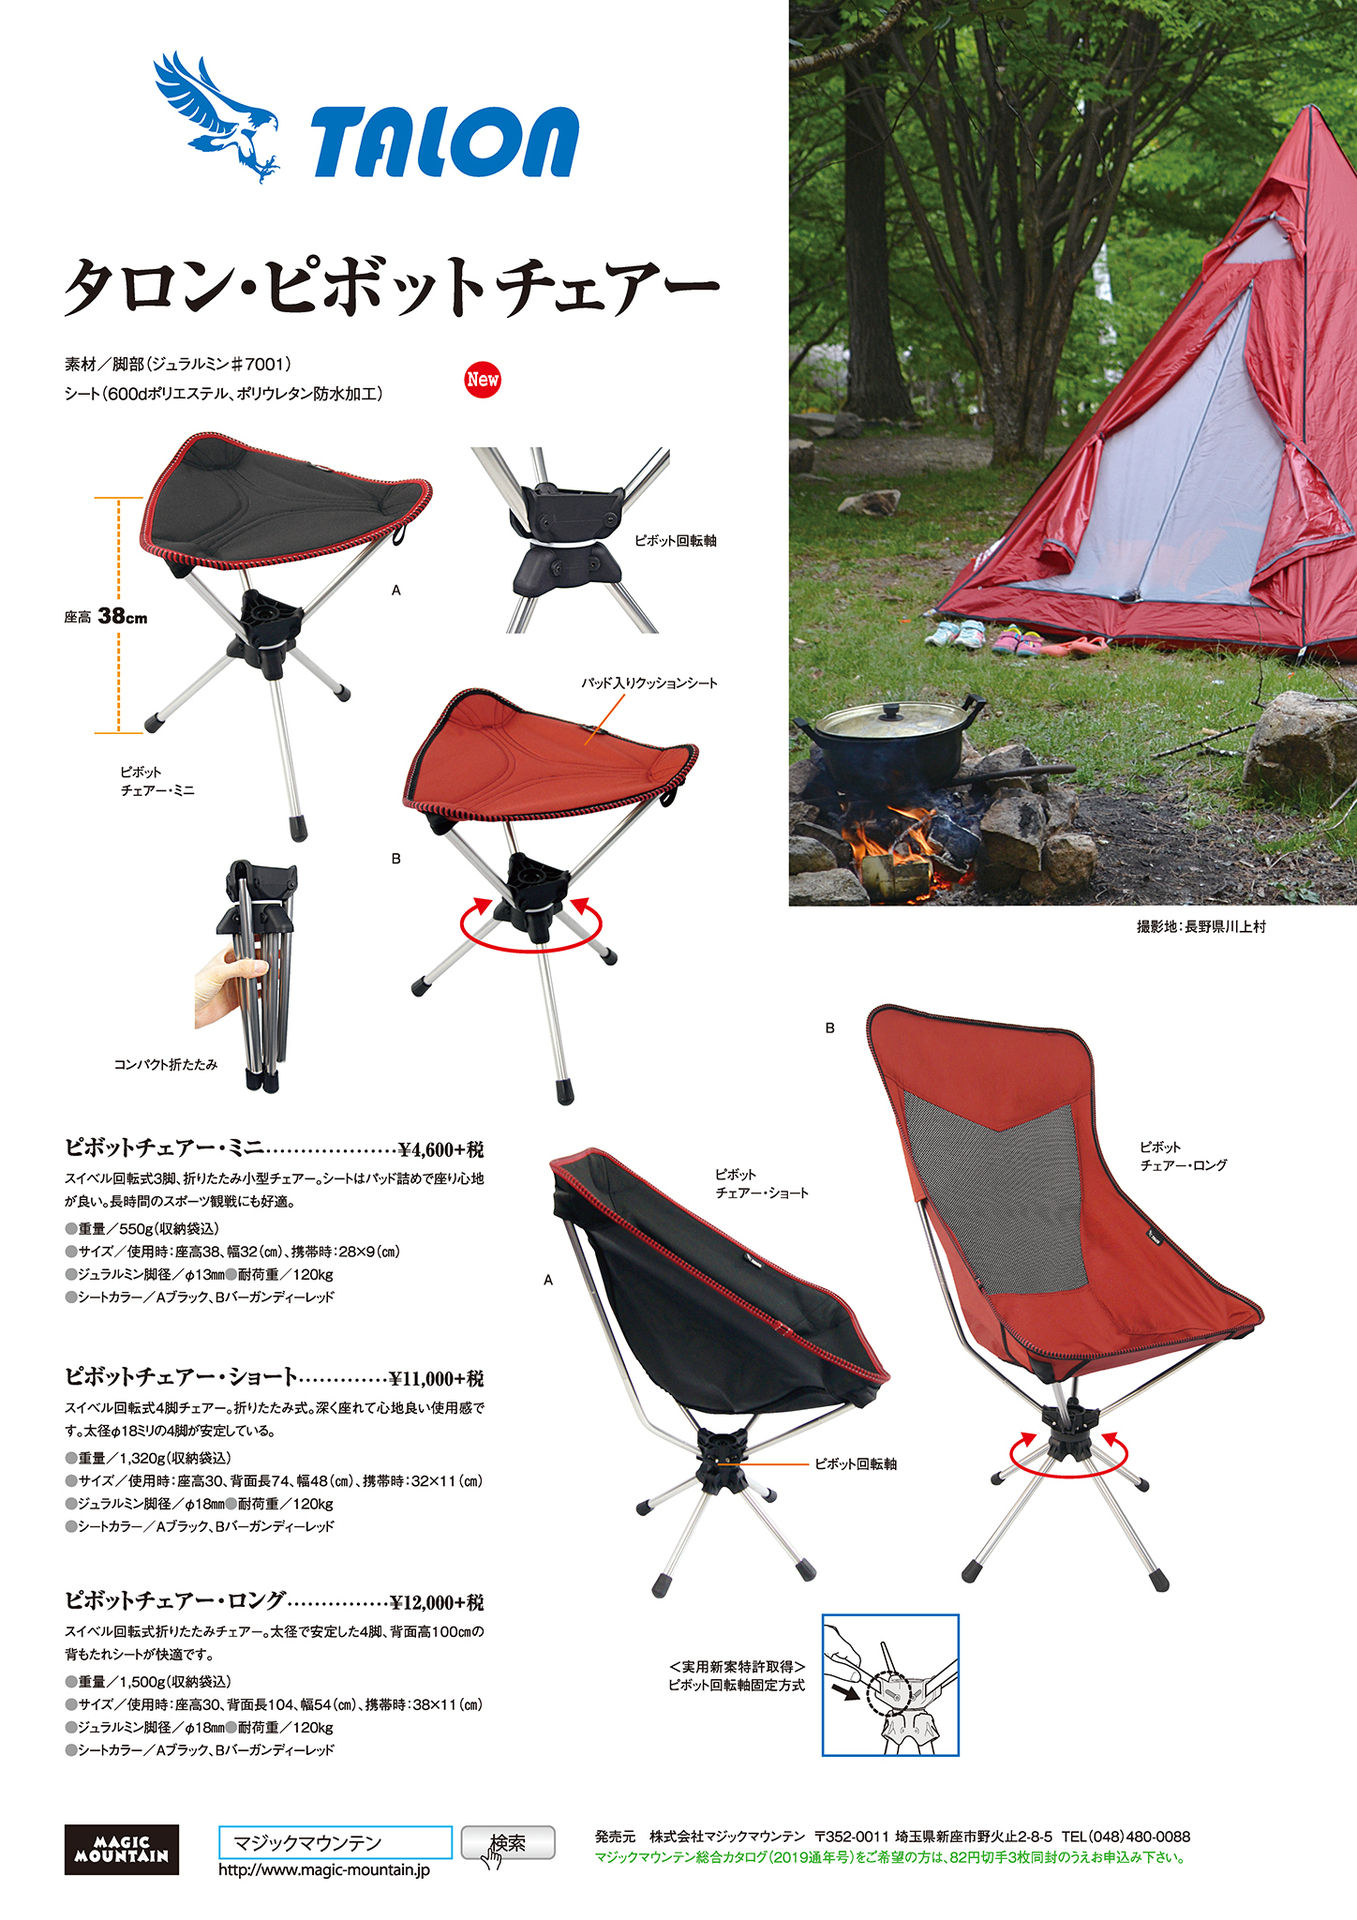 TALON
タロン・ピボットチェアー
素材／脚部（ジュラルミン♯7001）
シート（600dポリエステル、ポリウレタン防水加工）
New
ピボット回転軸
A
座高 38cm
パッド入りクッションシート
ピボット
チェアー・ミニ
B
コンパクト折たたみ
撮影地：長野県川上村
ピボットチェアー・ミニ………………¥4,600+税
スイベル回転式3脚、折りたたみ小型チェアー。シートはパッド詰めで座り心地
が良い。長時間のスポーツ観戦にも好適。
●重量／550g（収納袋込）
●サイズ／使用時：座高38、幅32（㎝）、携帯時：28×9（㎝）
●ジュラルミン脚径／φ13㎜●耐荷重／120kg
●シートカラー／Aブラック、Bバーガンディーレッド
ピボットチェアー・ショート…………¥11,000+税
スイベル回転式4脚チェアー。折りたたみ式。深く座れて心地良い使用感で
す。太径φ18ミリの4脚が安定している。
●重量／1,320g（収納袋込）
●サイズ／使用時：座高30、背面長74、幅48（㎝）、携帯時：32×11（㎝）
●ジュラルミン脚径／φ18㎜●耐荷重／120kg
●シートカラー／Aブラック、Bバーガンディーレッド
ピボットチェアー・ロング……………¥12,000+税
スイベル回転式折りたたみチェアー。太径で安定した4脚、背面高100㎝の
背もたれシートが快適です。
●重量／1,500g（収納袋込）
●サイズ／使用時：座高30、背面長104、幅54（㎝）、携帯時：38×11（㎝）
●ジュラルミン脚径／φ18㎜●耐荷重／120kg
●シートカラー／Aブラック、Bバーガンディーレッド
B
ピボット
チェアー・ロング
ピボット
チェアー・ショート
A
ピボット回転軸
＜実用新案特許取得＞
ピボット回転軸固定方式
MAGIC
MOUNTAIN
マジックマウンテン
検索
http://www.magic-mountain.jp
発売元　株式会社マジックマウンテン　〒352-0011 埼玉県新座市野火止2-8-5　TEL（048）480-0088
マジックマウンテン総合カタログ（2019通年号）をご希望の方は、82円切手3枚同封のうえお申込み下さい。